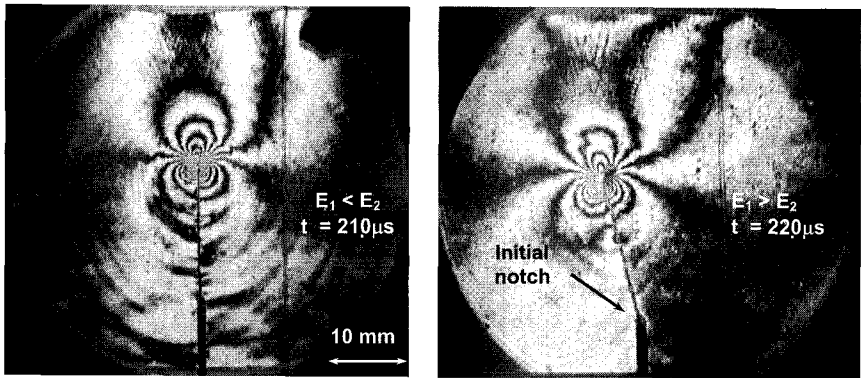 E₁ < E₂
t = 210μs
10 mm
E₁ > E₂
t = 220μs
Initial
notch